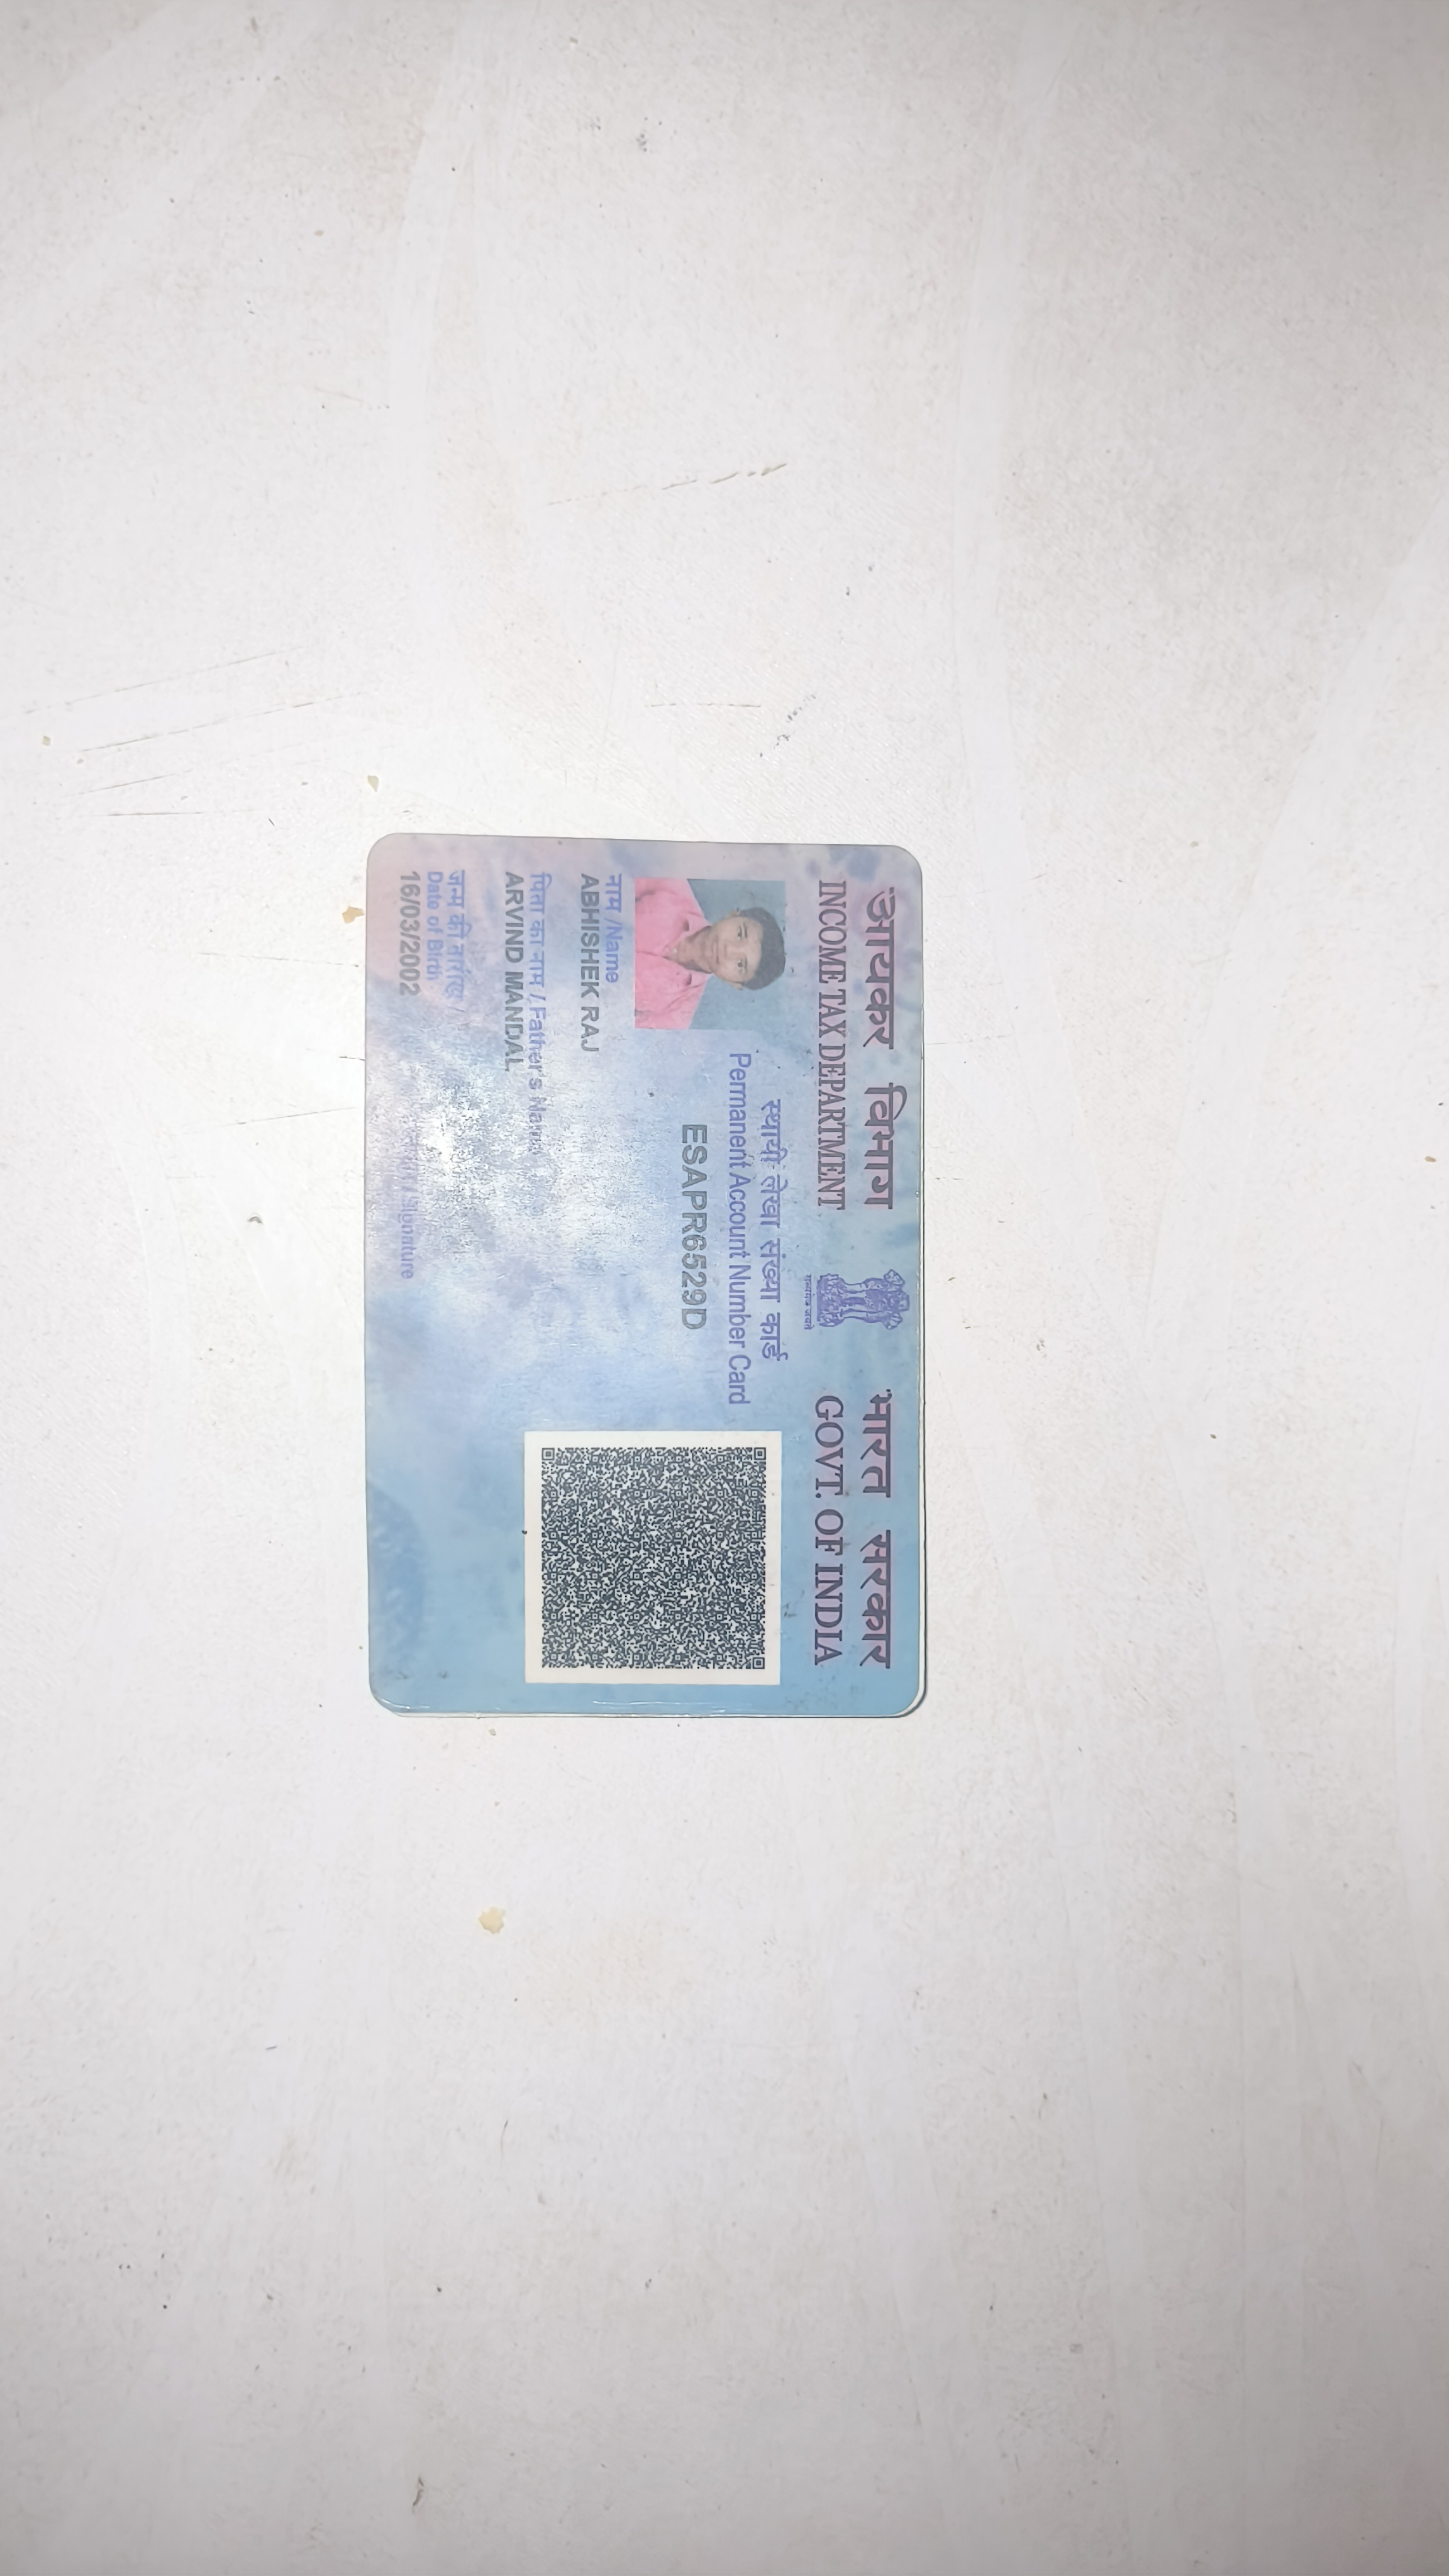 आयकर विभाग
INCOME TAX DEPARTMENT
सत्यमेव जयते
भारत सरकार
GOVT. OF INDIA
स्थायी लेखा संख्या कार्ड
Permanent Account Number Card
ESAPR6529D
नाम /Name
ABHISHEK RAJ
पिता का नाम / Father's Name
ARVIND MANDAL
जन्म की तारीख /
Date of Birth
16/03/2002
Signature